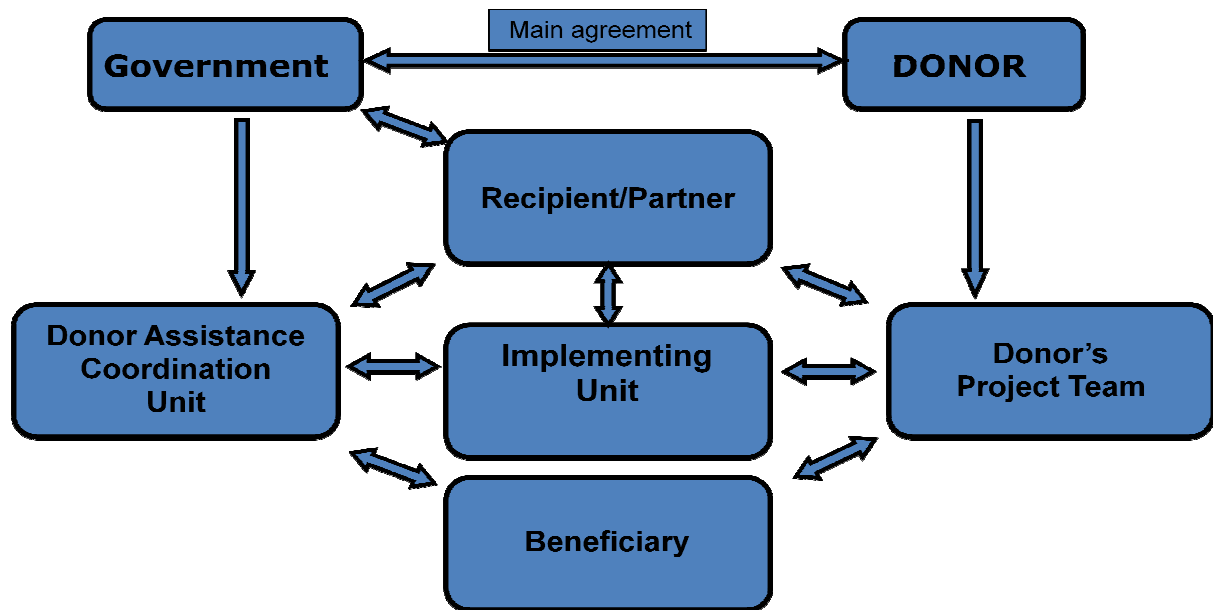 Main agreement
Government
DONOR
Recipient/Partner
Donor Assistance
Coordination
Unit
Implementing
Unit
Donor’s
Project Team
Beneficiary